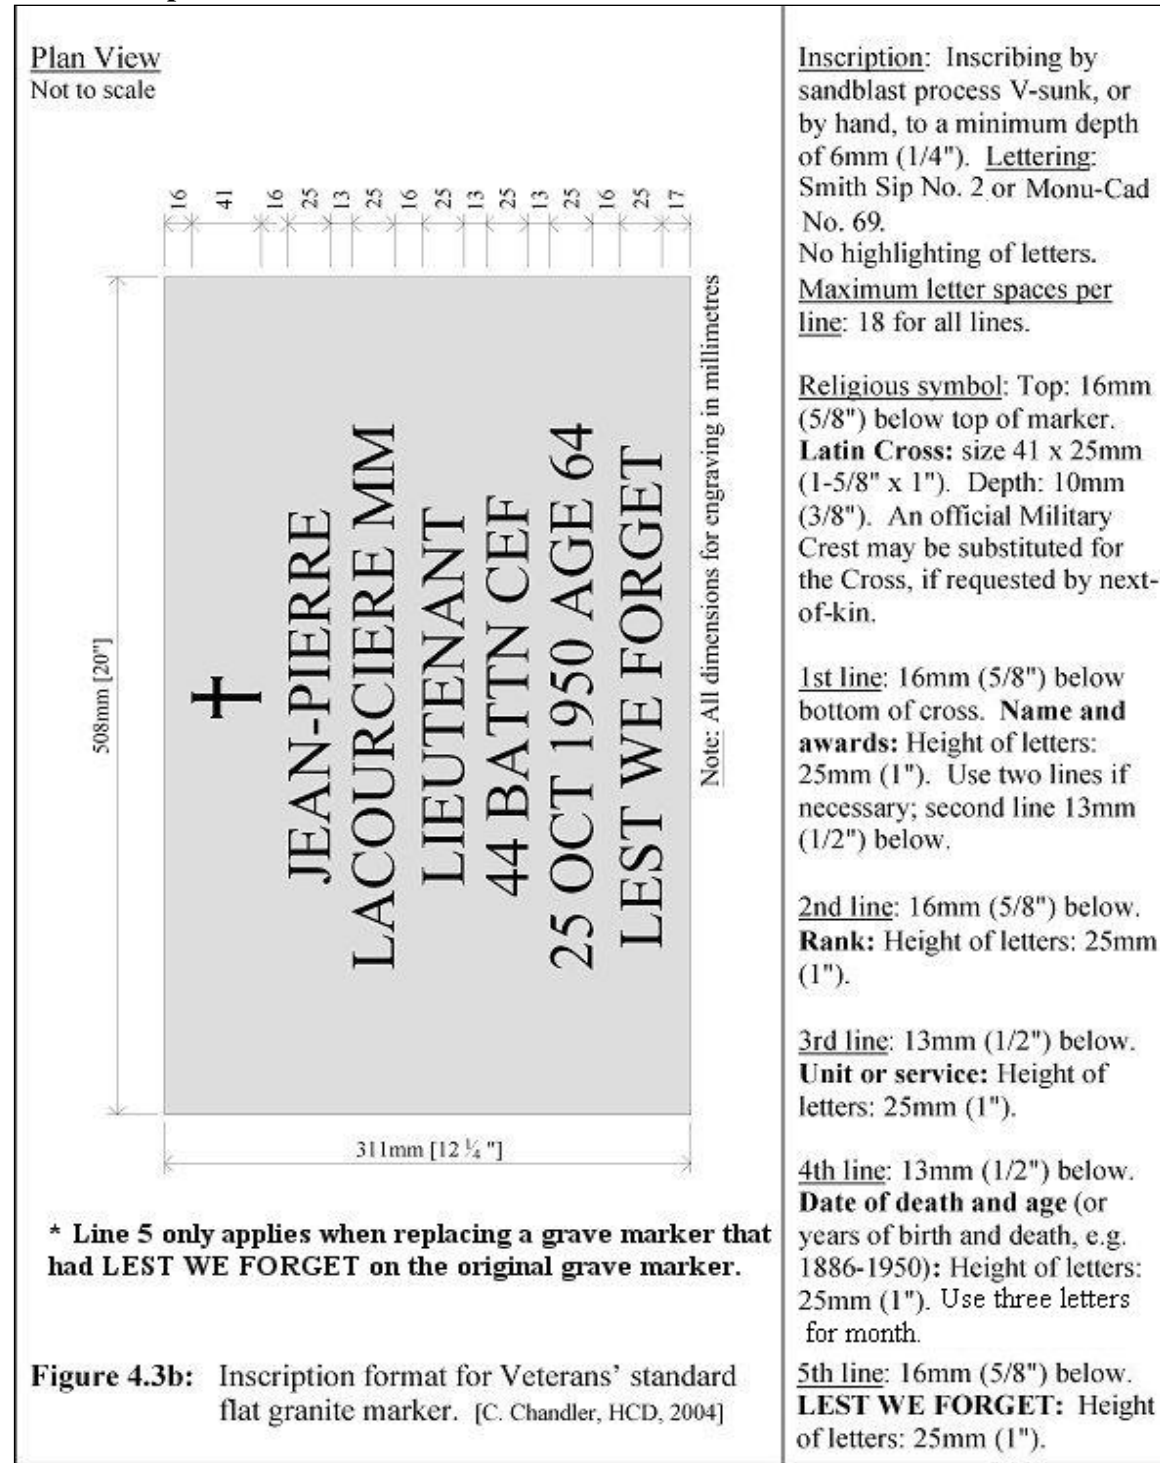 Plan View
Not to scale
16 41 16 25 13 25 16 25 13 25 13 25 16 25 17
508mm [20"]
JEAN-PIERRE
LACOURCIERE MM
LIEUTENANT
44 BATTN CEF
25 OCT 1950 AGE 64
LEST WE FORGET
Note: All dimensions for engraving in millimetres
311mm [12 ¼ "]
* Line 5 only applies when replacing a grave marker that
had LEST WE FORGET on the original grave marker.
Figure 4.3b: Inscription format for Veterans' standard
flat granite marker. [C. Chandler, HCD, 2004]
Inscription: Inscribing by
sandblast process V-sunk, or
by hand, to a minimum depth
of 6mm (1/4"). Lettering:
Smith Sip No. 2 or Monu-Cad
No. 69.
No highlighting of letters.
Maximum letter spaces per
line: 18 for all lines.
Religious symbol: Top: 16mm
(5/8") below top of marker.
Latin Cross: size 41 x 25mm
(1-5/8" x 1"). Depth: 10mm
(3/8"). An official Military
Crest may be substituted for
the Cross, if requested by next-
of-kin.
1st line: 16mm (5/8") below
bottom of cross. Name and
awards: Height of letters:
25mm (1"). Use two lines if
necessary; second line 13mm
(1/2") below.
2nd line: 16mm (5/8") below.
Rank: Height of letters: 25mm
(1").
3rd line: 13mm (1/2") below.
Unit or service: Height of
letters: 25mm (1").
4th line: 13mm (1/2") below.
Date of death and age (or
years of birth and death, e.g.
1886-1950): Height of letters:
25mm (1"). Use three letters
for month.
5th line: 16mm (5/8") below.
LEST WE FORGET: Height
of letters: 25mm (1").